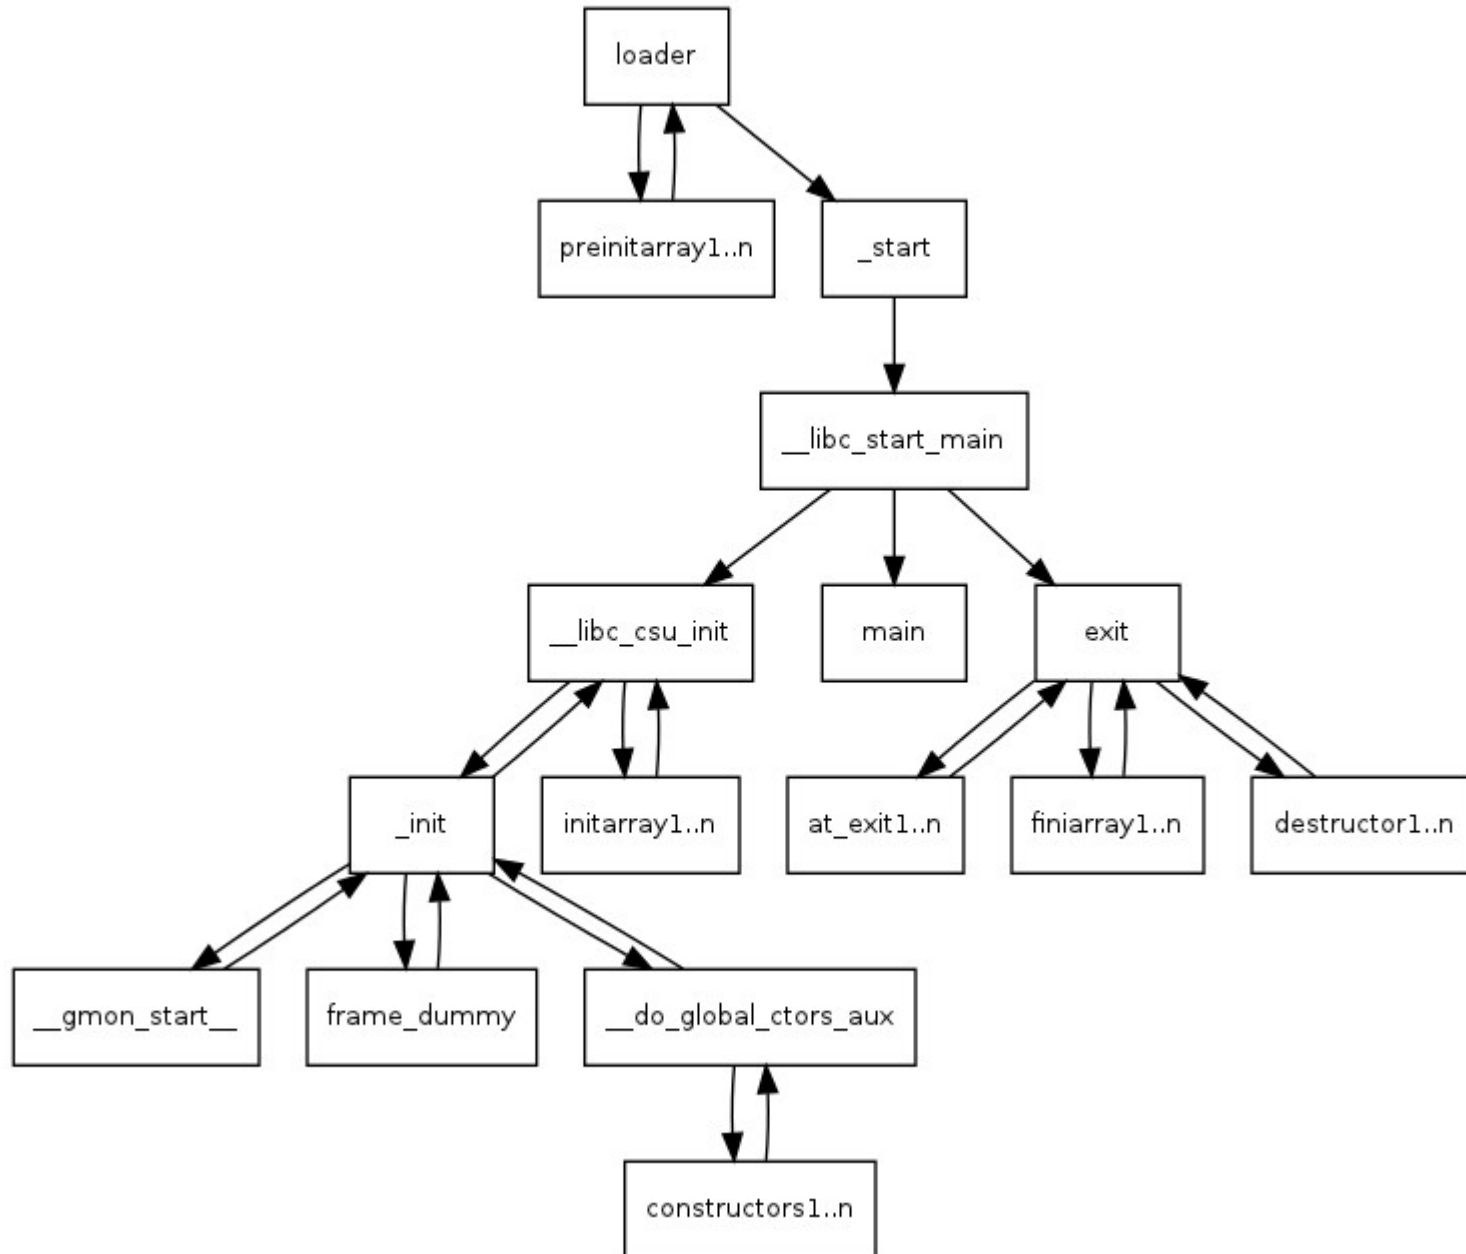 loader
preinitarray1..n
_start
__libc_start_main
__libc_csu_init
main
exit
_init
initarray1..n
at_exit1..n
finiarray1..n
destructor1..n
__gmon_start__
frame_dummy
__do_global_ctors_aux
constructors1..n